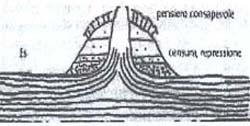 pensiero consapevole
Es
censura, repressione